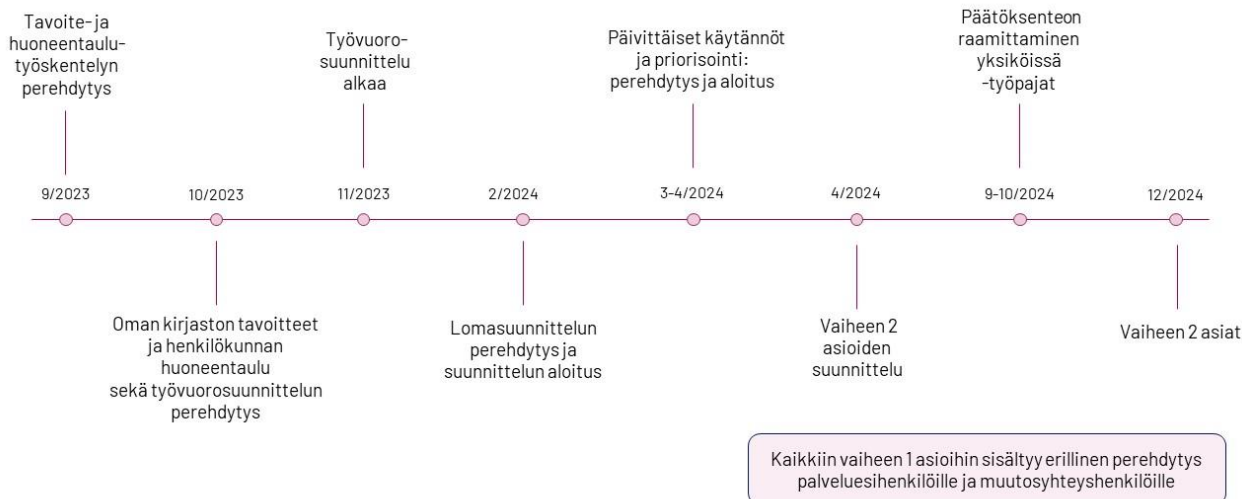 Tavoite- ja
huoneentaulu-
työskentelyn
perehdytys
Työvuoro-
suunnittelu
alkaa
Päivittäiset käytännöt
ja priorisointi:
perehdytys ja aloitus
Päätöksenteon
raamittaminen
yksiköissä
-työpajat
9/2023
10/2023
11/2023
2/2024
3-4/2024
4/2024
9-10/2024
12/2024
Oman kirjaston tavoitteet
ja henkilökunnan
huoneentaulu
sekä työvuorosuunnittelun
perehdytys
Lomasuunnittelun
perehdytys ja
suunnittelun aloitus
Vaiheen 2
asioiden
suunnittelu
Vaiheen 2 asiat
Kaikkiin vaiheen 1 asioihin sisältyy erillinen perehdytys
palveluesihenkilöille ja muutosyhteyshenkilöille